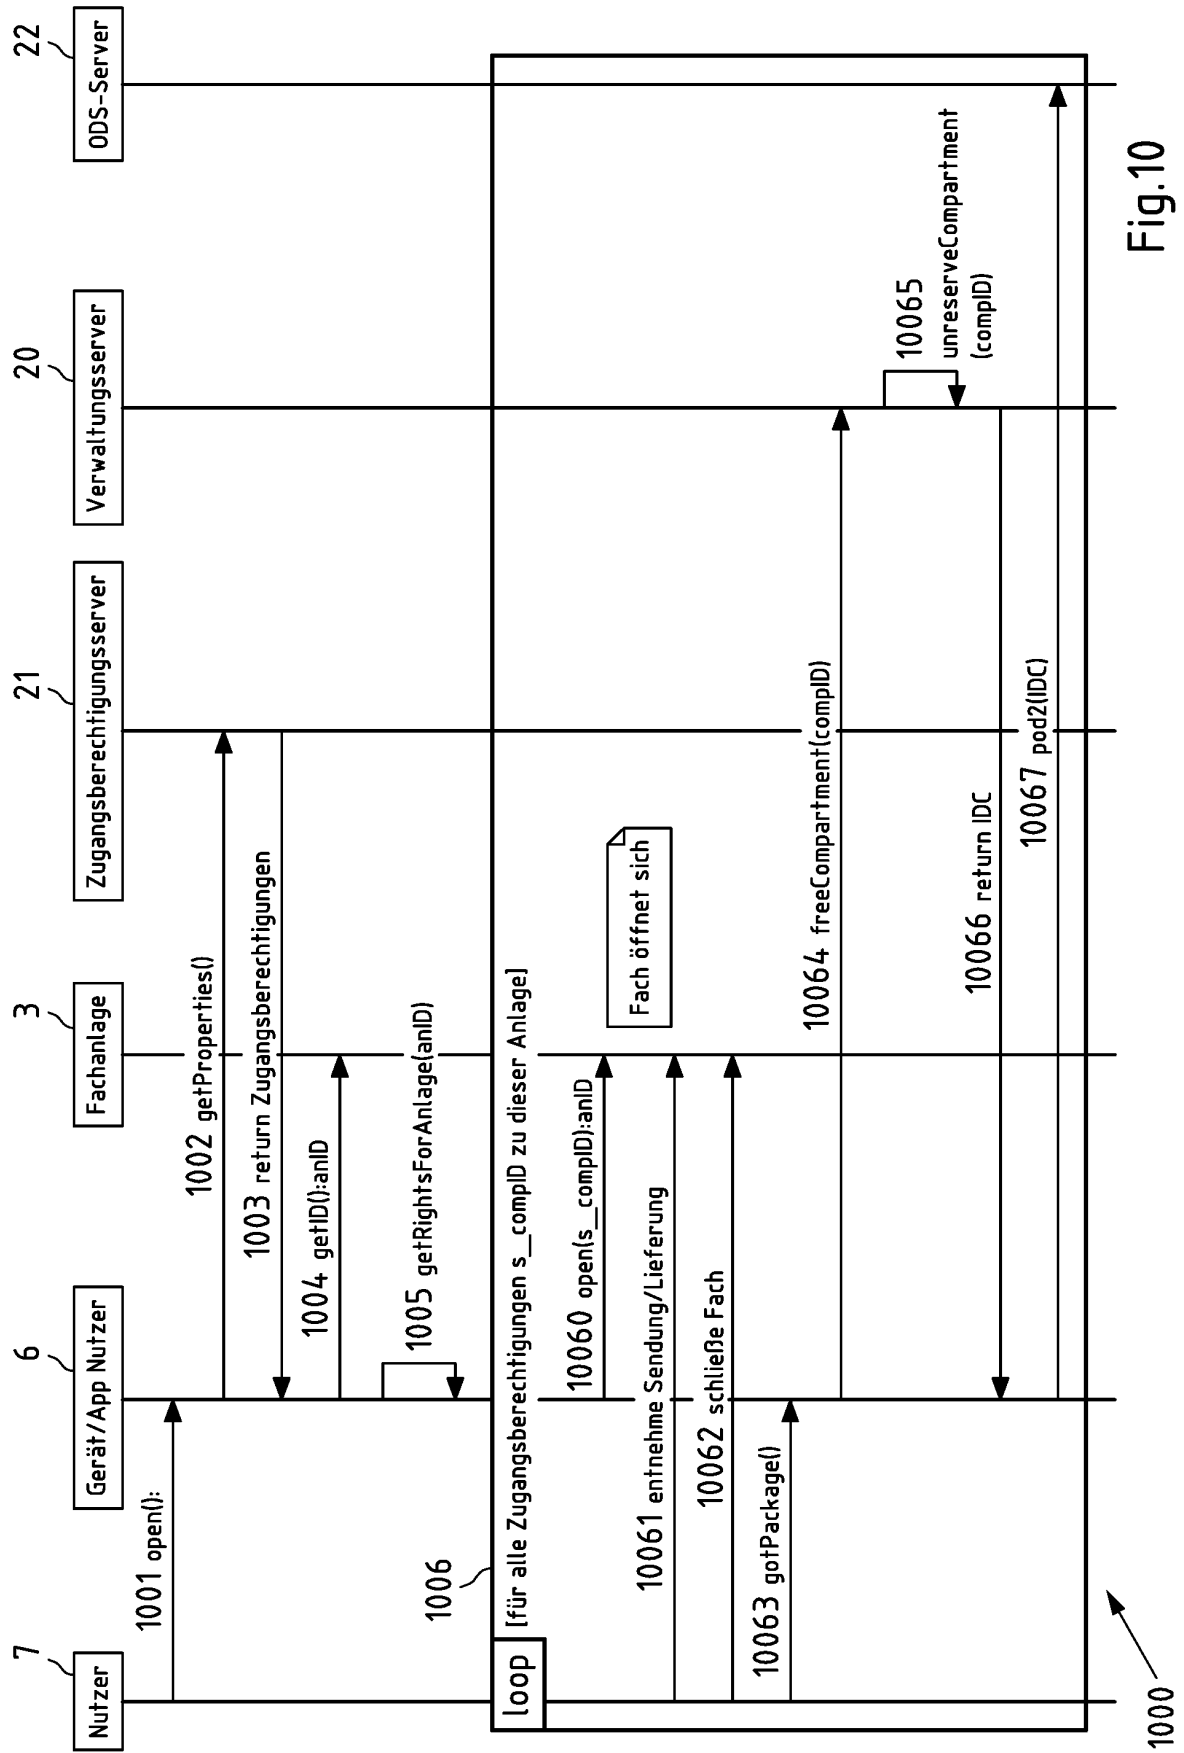 7
Nutzer
6
Gerät/App Nutzer
3
Fachanlage
21
Zugangsberechtigungsserver
20
Verwaltungsserver
22
ODS-Server
1001 open():
1002 getProperties()
1003 return Zugangsberechtigungen
1004 getID():anID
1005 getRightsForAnlage(anID)
1006
loop
[für alle Zugangsberechtigungen s__compID zu dieser Anlage]
10060 open(s__compID):anID
Fach öffnet sich
10061 entnehme Sendung/Lieferung
10062 schließe Fach
10063 gotPackage()
10064 freeCompartment(compID)
10065
unreserveCompartment
(compID)
10066 return IDC
10067 pod2(IDC)
1000
Fig.10